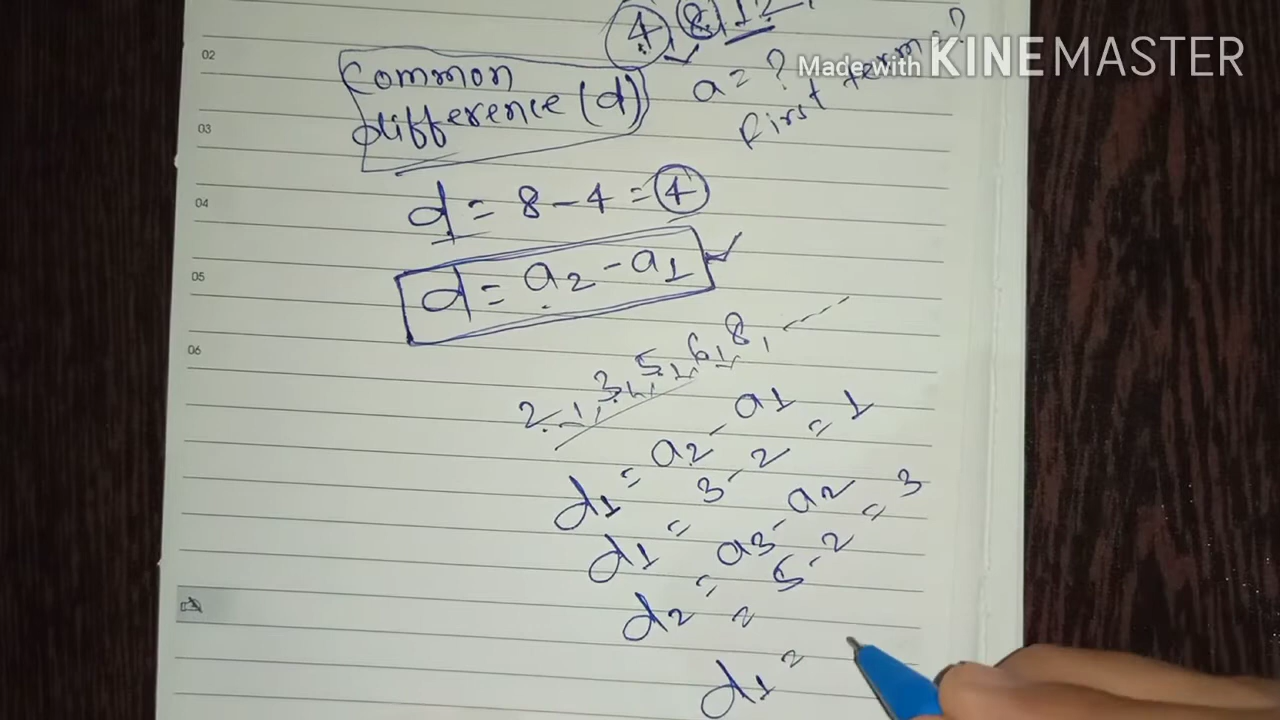 4, 8, 12,
Made with KINEMASTER
02
Common
difference (d)
a = ?
first term = ?
03
d = 8 - 4 = 4
04
d = a2 - a1
05
2, 3, 5, 6, 8, ---
06
d1 = a2 - a1
d1 = 3 - 2 = 1
d2 = a3 - a2
= 5 - 2 = 3
d1 =